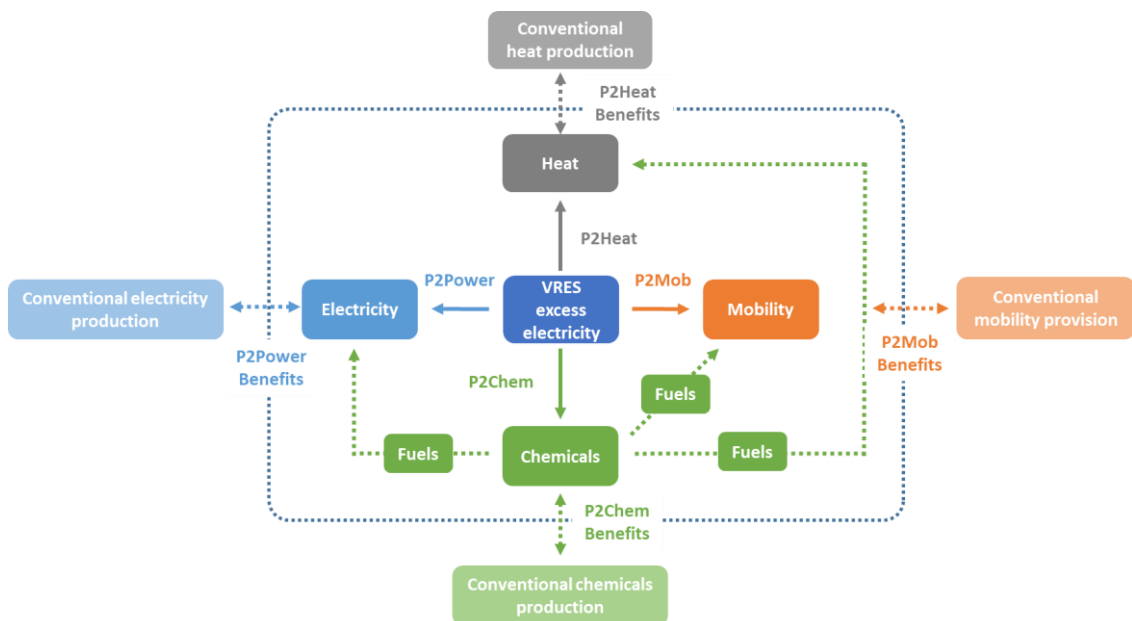 Conventional
heat production
P2Heat
Benefits
Heat
P2Heat
P2Power
VRES
excess
electricity
P2Mob
Conventional electricity
production
Electricity
Mobility
Conventional
mobility provision
P2Power
Benefits
P2Mob
Benefits
P2Chem
Fuels
Fuels
Chemicals
Fuels
P2Chem
Benefits
Conventional chemicals
production